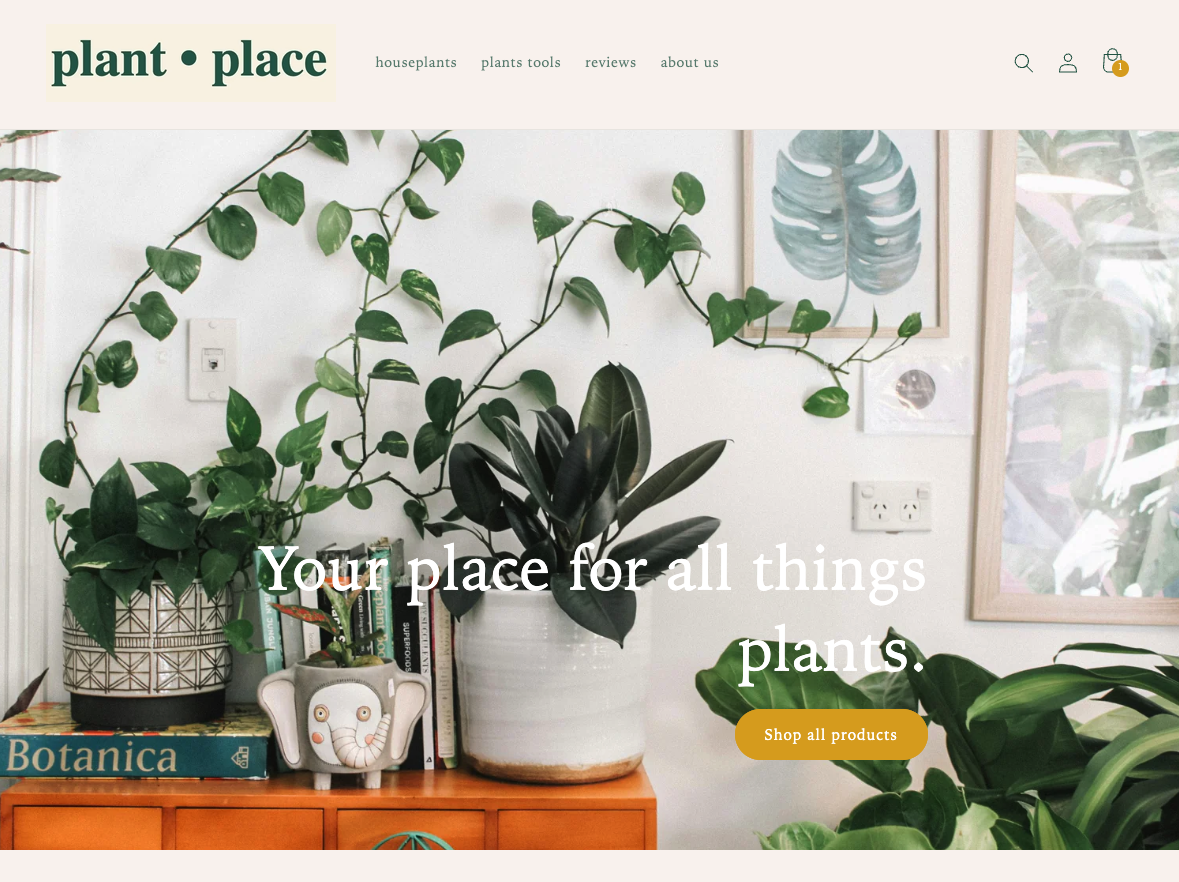 plant • place
houseplants plants tools reviews about us
1
Your place for all things
plants.
Shop all products
SUPERFOODS
SUCCULENTS
Botanica